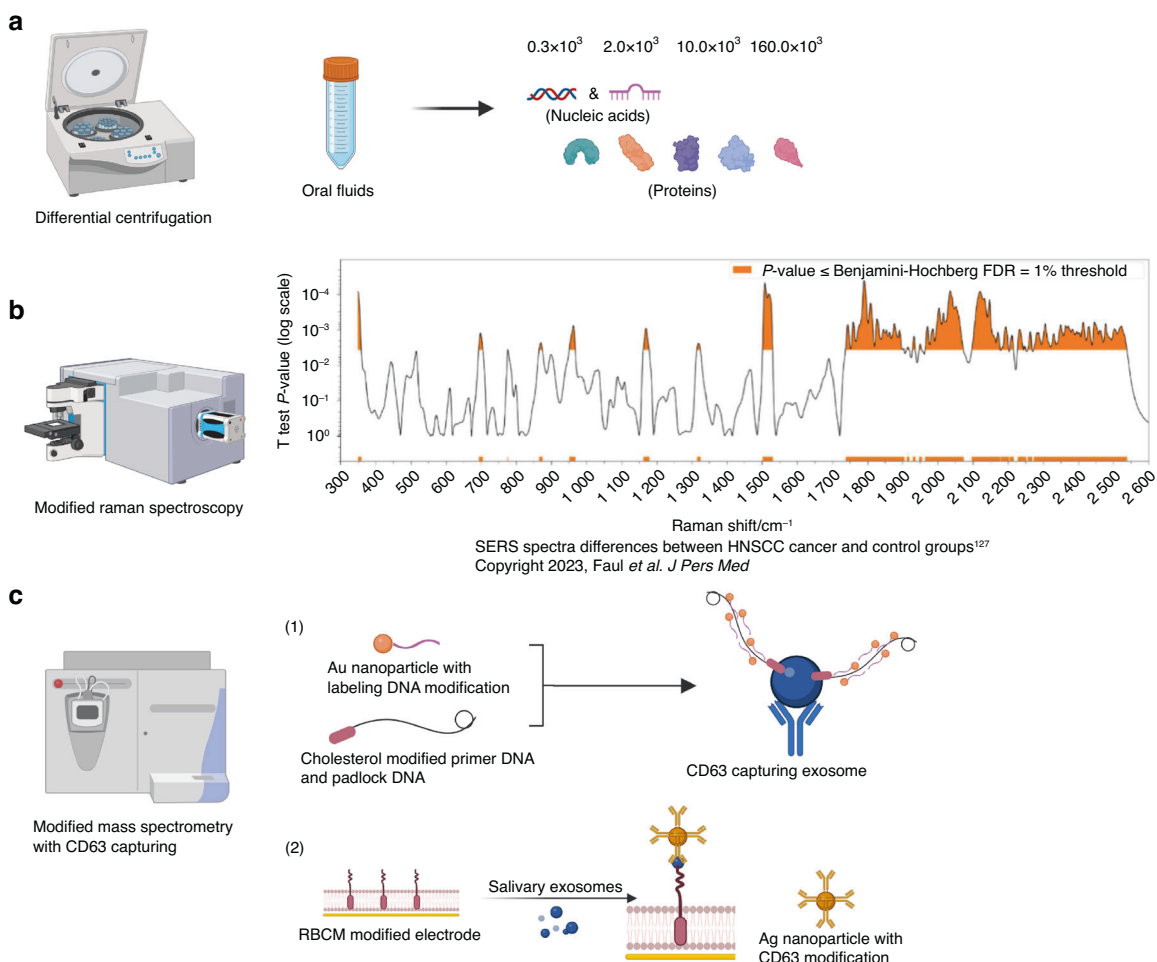 a
0.3×10³ 2.0×10³ 10.0×10³ 160.0×10³
&
(Nucleic acids)
(Proteins)
Oral fluids
Differential centrifugation
b
Modified raman spectroscopy
T test P-value (log scale)
P-value ≤ Benjamini-Hochberg FDR = 1% threshold
10⁻⁴
10⁻³
10⁻²
10⁻¹
10⁰
300 400 500 600 700 800 900 1 000 1 100 1 200 1 300 1 400 1 500 1 600 1 700 1 800 1 900 2 000 2 100 2 200 2 300 2 400 2 500 2 600
Raman shift/cm⁻¹
SERS spectra differences between HNSCC cancer and control groups¹²⁷
Copyright 2023, Faul et al. J Pers Med
c
Modified mass spectrometry
with CD63 capturing
(1)
Au nanoparticle with
labeling DNA modification
Cholesterol modified primer DNA
and padlock DNA
CD63 capturing exosome
(2)
RBCM modified electrode
Salivary exosomes
Ag nanoparticle with
CD63 modification